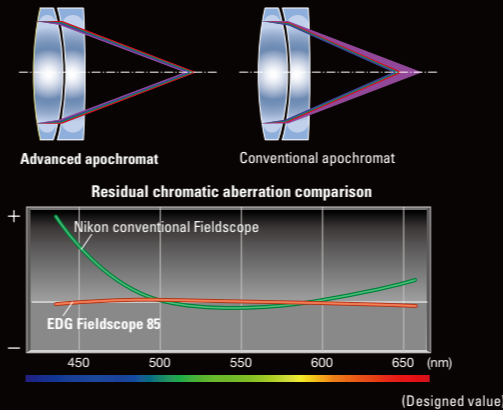 Advanced apochromat
Conventional apochromat
Residual chromatic aberration comparison
+
Nikon conventional Fieldscope
EDG Fieldscope 85
–
450 500 550 600 650 (nm)
(Designed value)